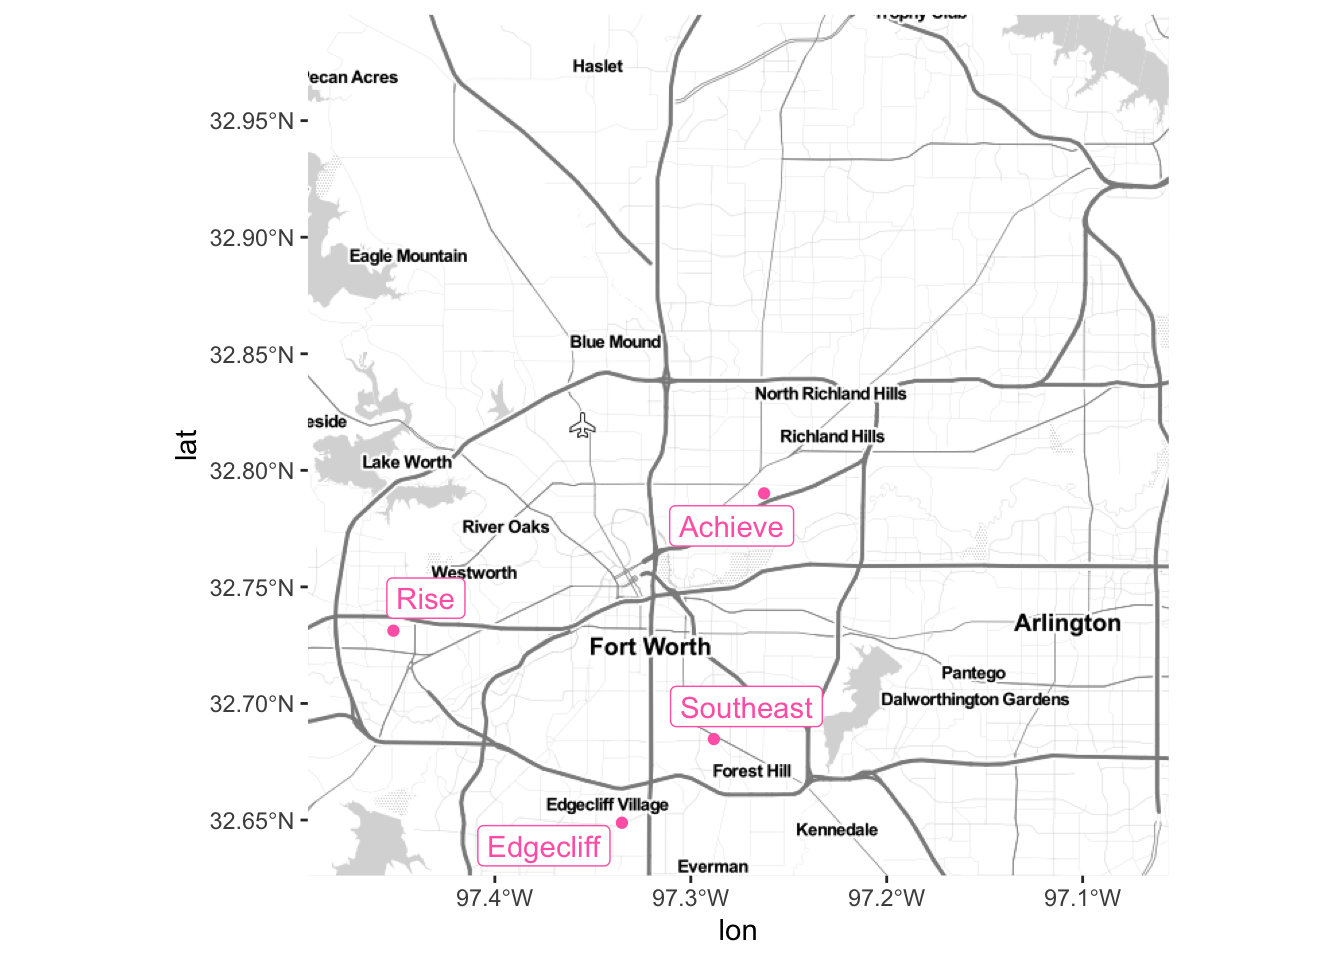 Trophy Club
Haslet
ecan Acres
32.95°N
32.90°N
Eagle Mountain
32.85°N
Blue Mound
North Richland Hills
eside
Richland Hills
lat
32.80°N
Lake Worth
River Oaks
Achieve
32.75°N
Westworth
Rise
Arlington
Fort Worth
Pantego
32.70°N
Dalworthington Gardens
Southeast
Forest Hill
Edgecliff Village
32.65°N
Kennedale
Edgecliff
Everman
97.4°W
97.3°W
97.2°W
97.1°W
lon